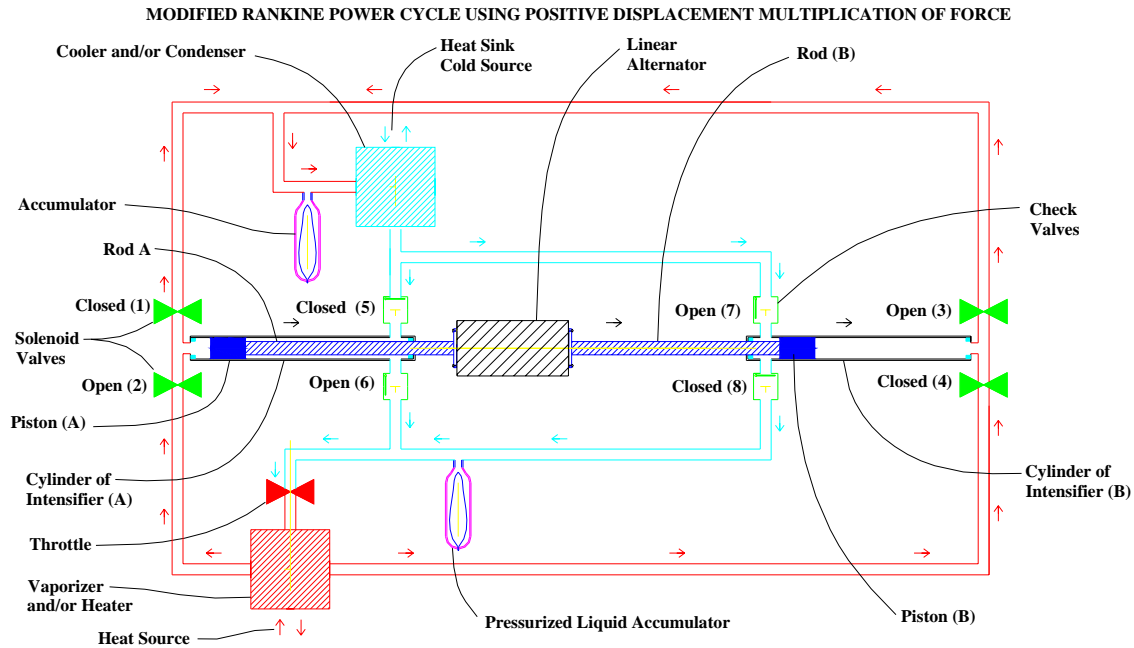 MODIFIED RANKINE POWER CYCLE USING POSITIVE DISPLACEMENT MULTIPLICATION OF FORCE
Cooler and/or Condenser
Heat Sink
Cold Source
Linear
Alternator
Rod (B)
Accumulator
Rod A
Check
Valves
Closed (1)
Closed (5)
Open (7)
Open (3)
Solenoid
Valves
Open (2)
Open (6)
Closed (8)
Closed (4)
Piston (A)
Cylinder of
Intensifier (A)
Cylinder of
Intensifier (B)
Throttle
Vaporizer
and/or Heater
Pressurized Liquid Accumulator
Piston (B)
Heat Source